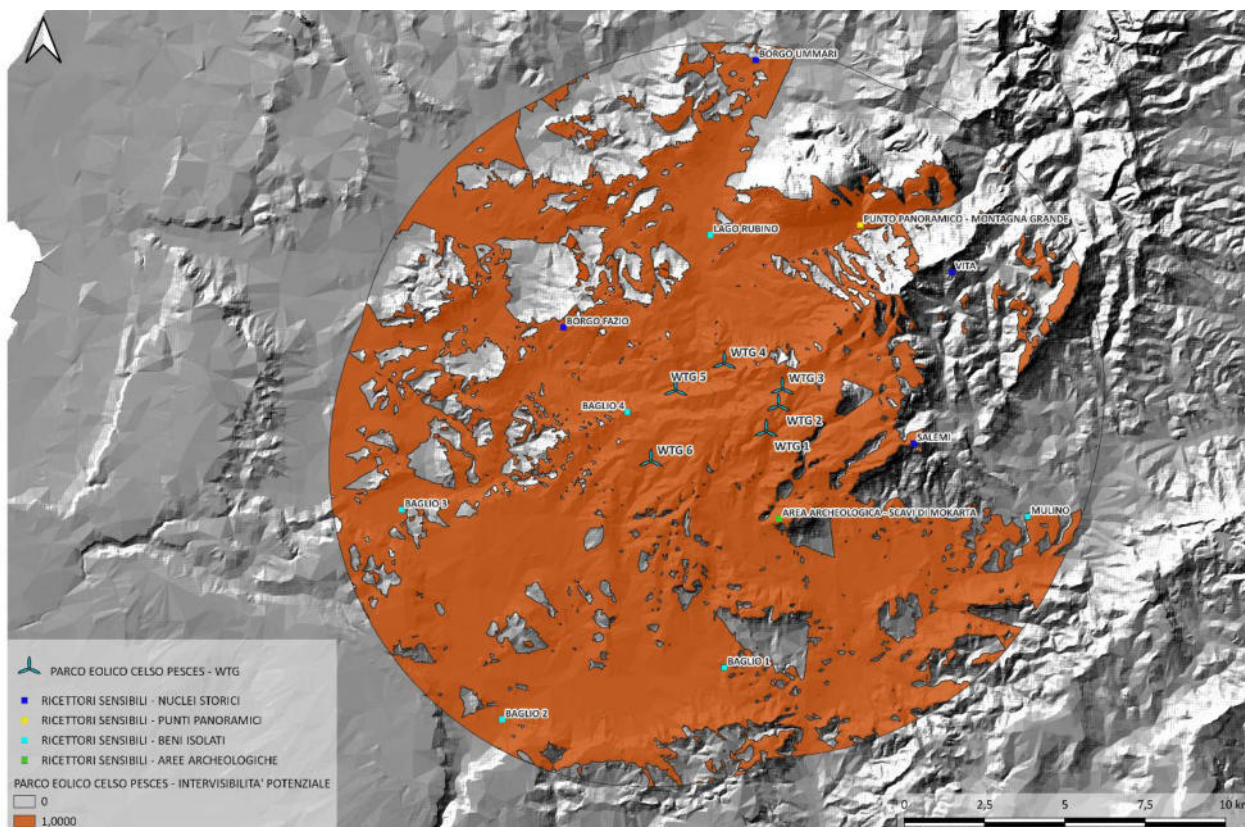 BORGO UMMARI
PUNTO PANORAMICO - MONTAGNA GRANDE
LAGO RUBINO
VITA
BORGO FAZIO
WTG 4
WTG 5
WTG 3
BAGLIO 4
WTG 2
WTG 1
SALEMI
WTG 6
BAGLIO 3
AREA ARCHEOLOGICA - SCAVI DI MOKARTA
MULINO
BAGLIO 1
BAGLIO 2
PARCO EOLICO CELSO PESCES - WTG
RICETTORI SENSIBILI - NUCLEI STORICI
RICETTORI SENSIBILI - PUNTI PANORAMICI
RICETTORI SENSIBILI - BENI ISOLATI
RICETTORI SENSIBILI - AREE ARCHEOLOGICHE
PARCO EOLICO CELSO PESCES - INTERVISIBILITA' POTENZIALE
0
1,0000
0 2,5 5 7,5 10 km